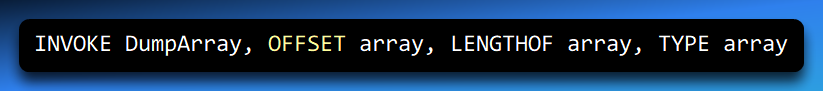 INVOKE DumpArray, OFFSET array, LENGTHOF array, TYPE array